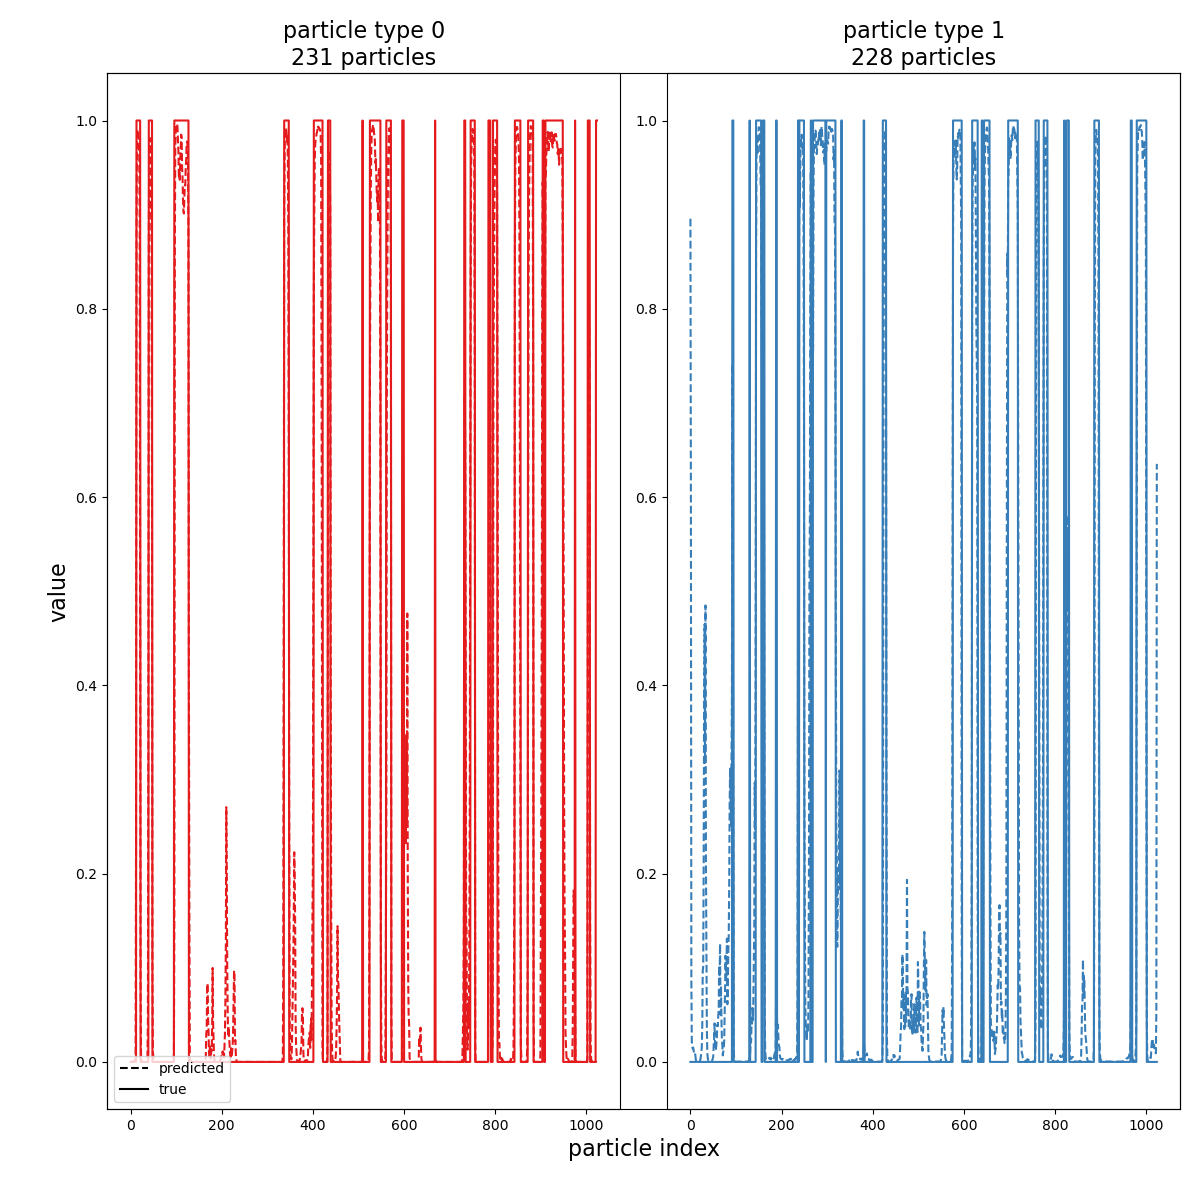 particle type 0
231 particles
particle type 1
228 particles
1.0
0.8
0.6
0.4
0.2
0.0
1.0
0.8
0.6
0.4
0.2
0.0
value
predicted
true
0 200 400 600 800 1000
0 200 400 600 800 1000
particle index